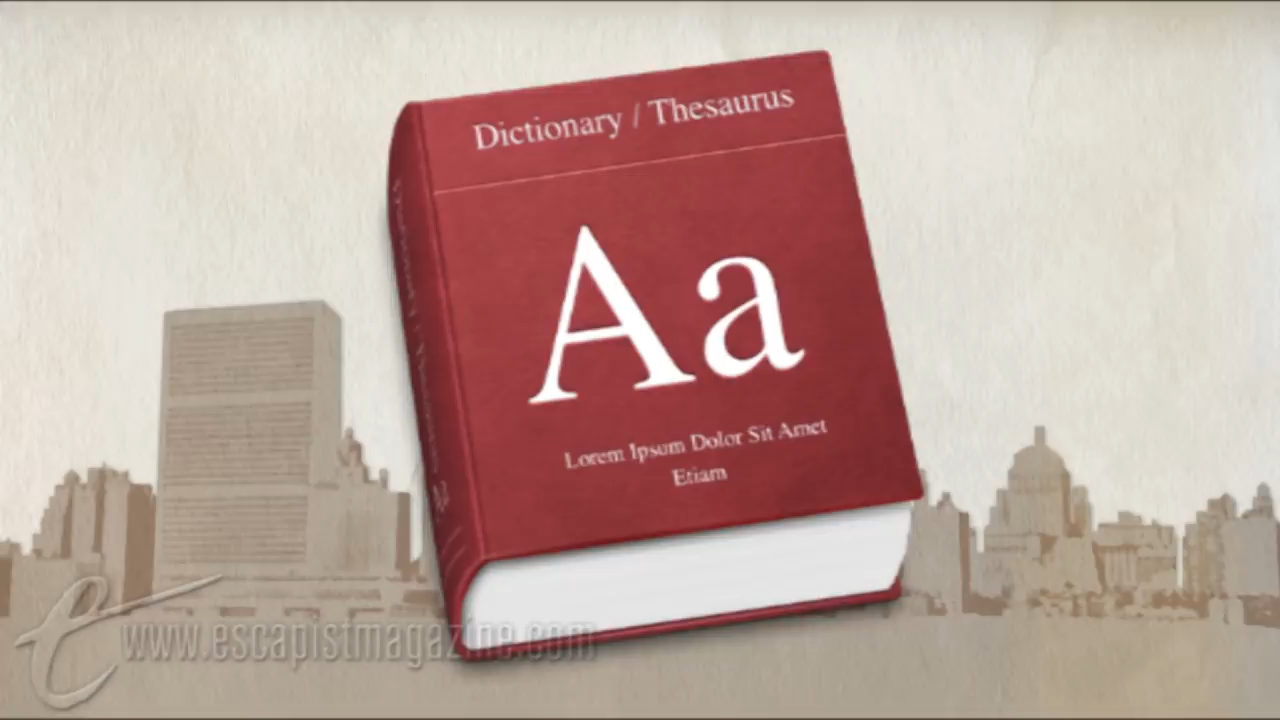 Dictionary / Thesaurus
Aa
Lorem Ipsum Dolor Sit Amet
Etiam
www.escapistmagazine.com